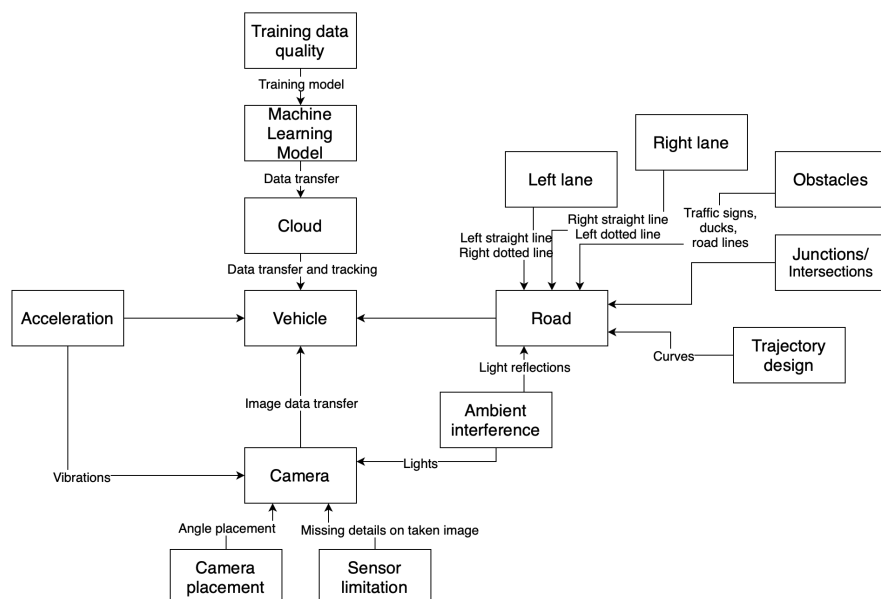 Training data
quality
Training model
Machine
Learning
Model
Data transfer
Cloud
Data transfer and tracking
Right lane
Left lane
Obstacles
Right straight line
Left dotted line
Traffic signs,
ducks,
road lines
Left straight line
Right dotted line
Junctions/
Intersections
Acceleration
Vehicle
Road
Trajectory
design
Curves
Light reflections
Image data transfer
Ambient
interference
Vibrations
Camera
Lights
Angle placement
Missing details on taken image
Camera
placement
Sensor
limitation